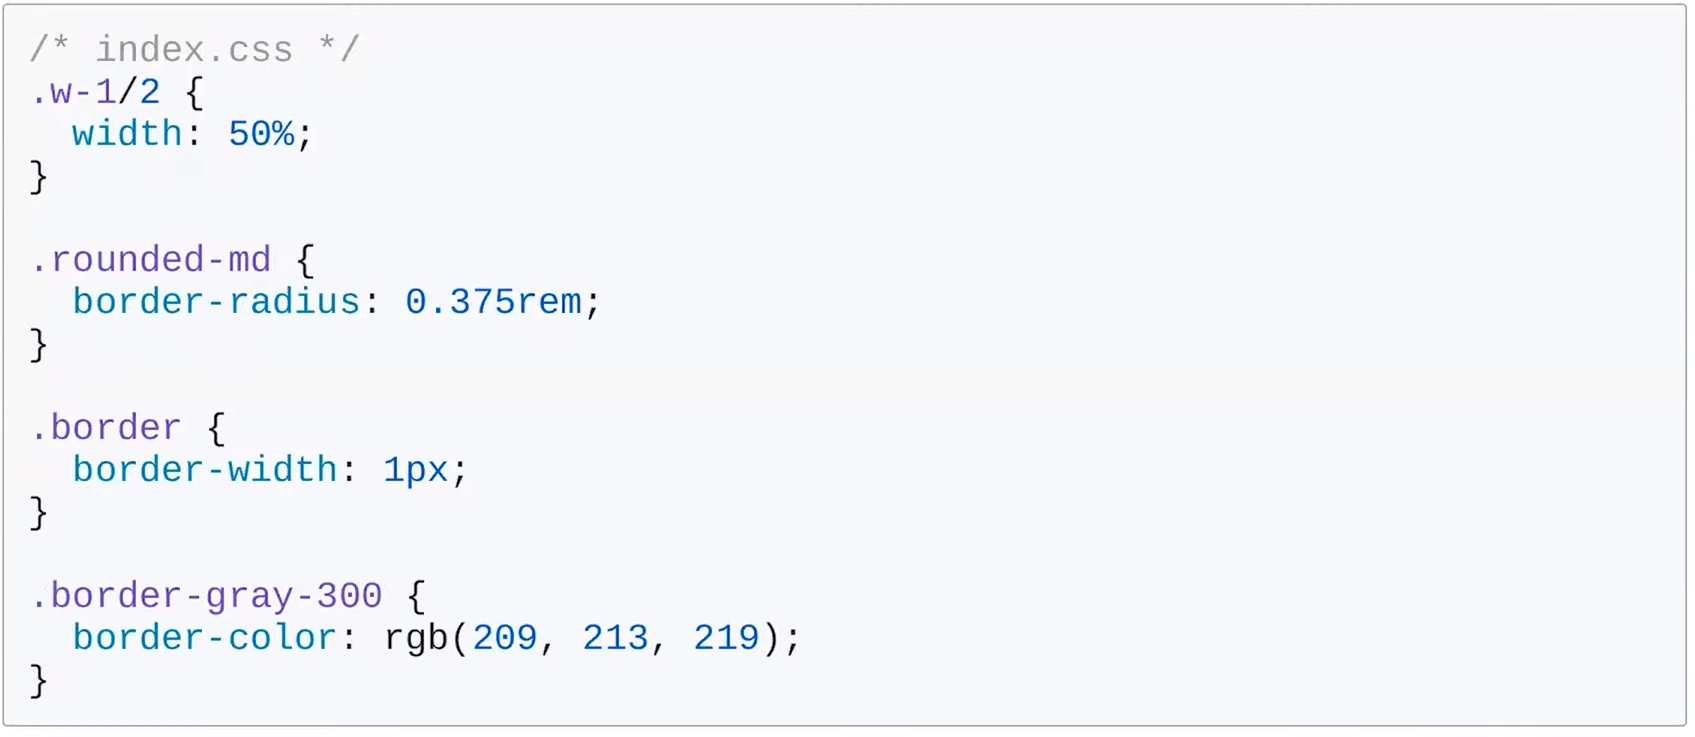 /* index.css */
.w-1/2 {
  width: 50%;
}

.rounded-md {
  border-radius: 0.375rem;
}

.border {
  border-width: 1px;
}

.border-gray-300 {
  border-color: rgb(209, 213, 219);
}